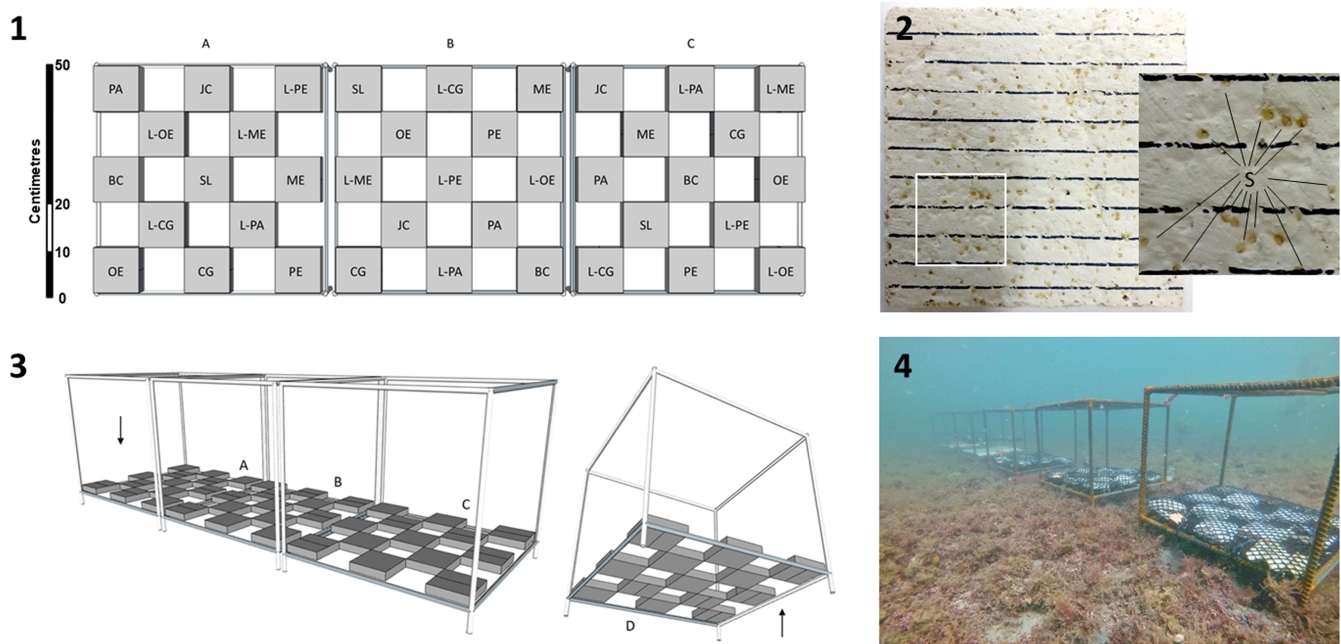 1
A
B
C
50
20
10
0
Centimetres
PA JC L-PE SL L-CG ME JC L-PA L-ME
L-OE L-ME OE PE ME CG
BC SL ME L-ME L-PE L-OE PA BC OE
L-CG L-PA JC PA SL L-PE
OE CG PE CG L-PA BC L-CG PE L-OE
2
S
3
A
B
C
D
4